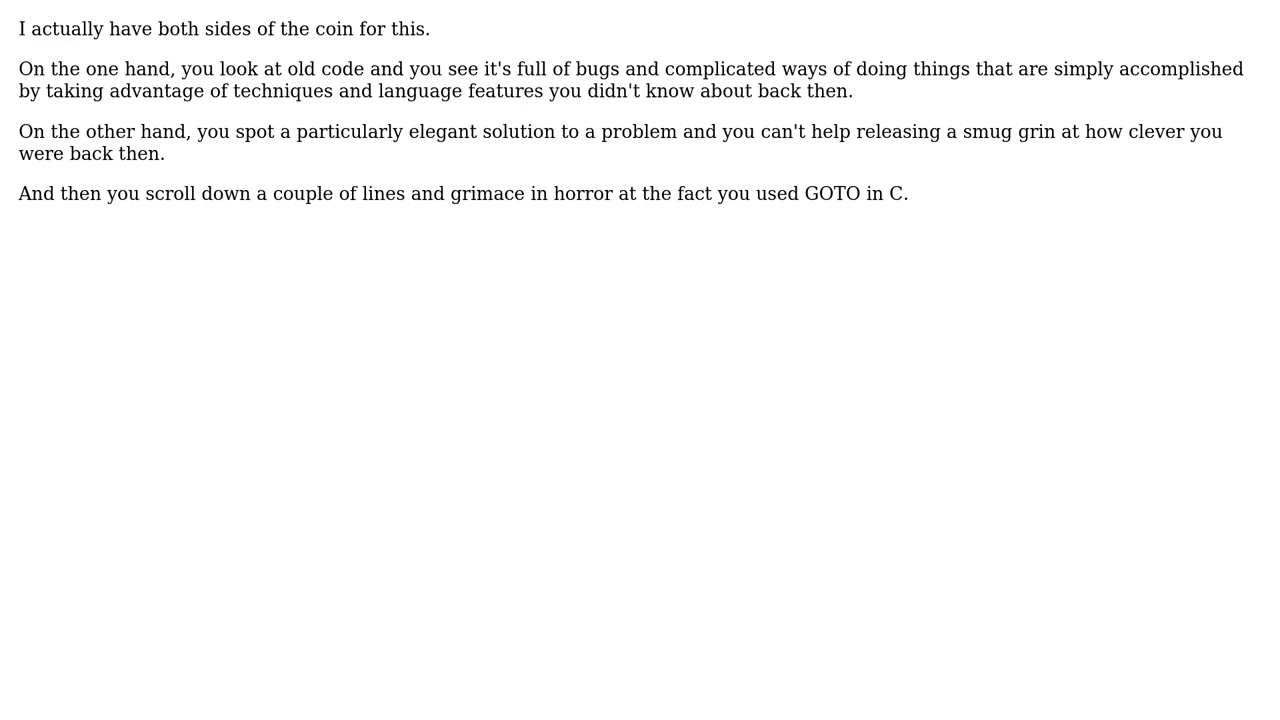 I actually have both sides of the coin for this.
On the one hand, you look at old code and you see it's full of bugs and complicated ways of doing things that are simply accomplished
by taking advantage of techniques and language features you didn't know about back then.
On the other hand, you spot a particularly elegant solution to a problem and you can't help releasing a smug grin at how clever you
were back then.
And then you scroll down a couple of lines and grimace in horror at the fact you used GOTO in C.